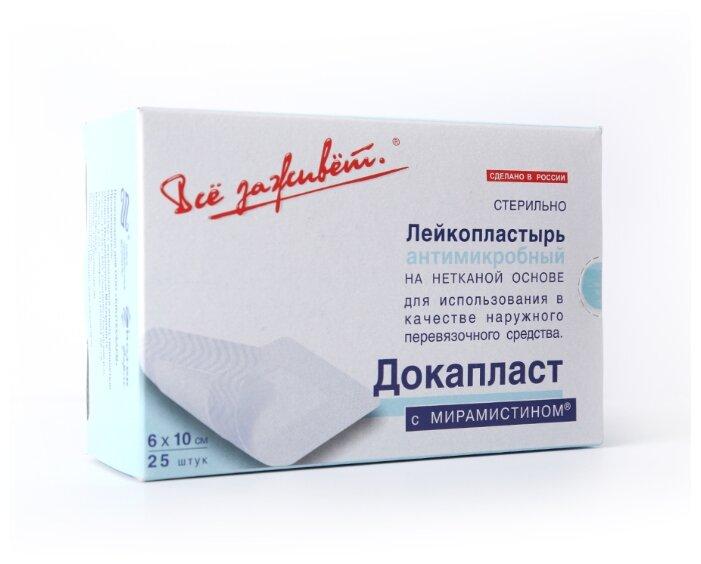 Всё заживёт.®
СДЕЛАНО В РОССИИ
СТЕРИЛЬНО
Лейкопластырь
антимикробный
НА НЕТКАНОЙ ОСНОВЕ
для использования в
качестве наружного
перевязочного средства.
Докапласт
с МИРАМИСТИНОМ®
6 x 10 см
25 штук